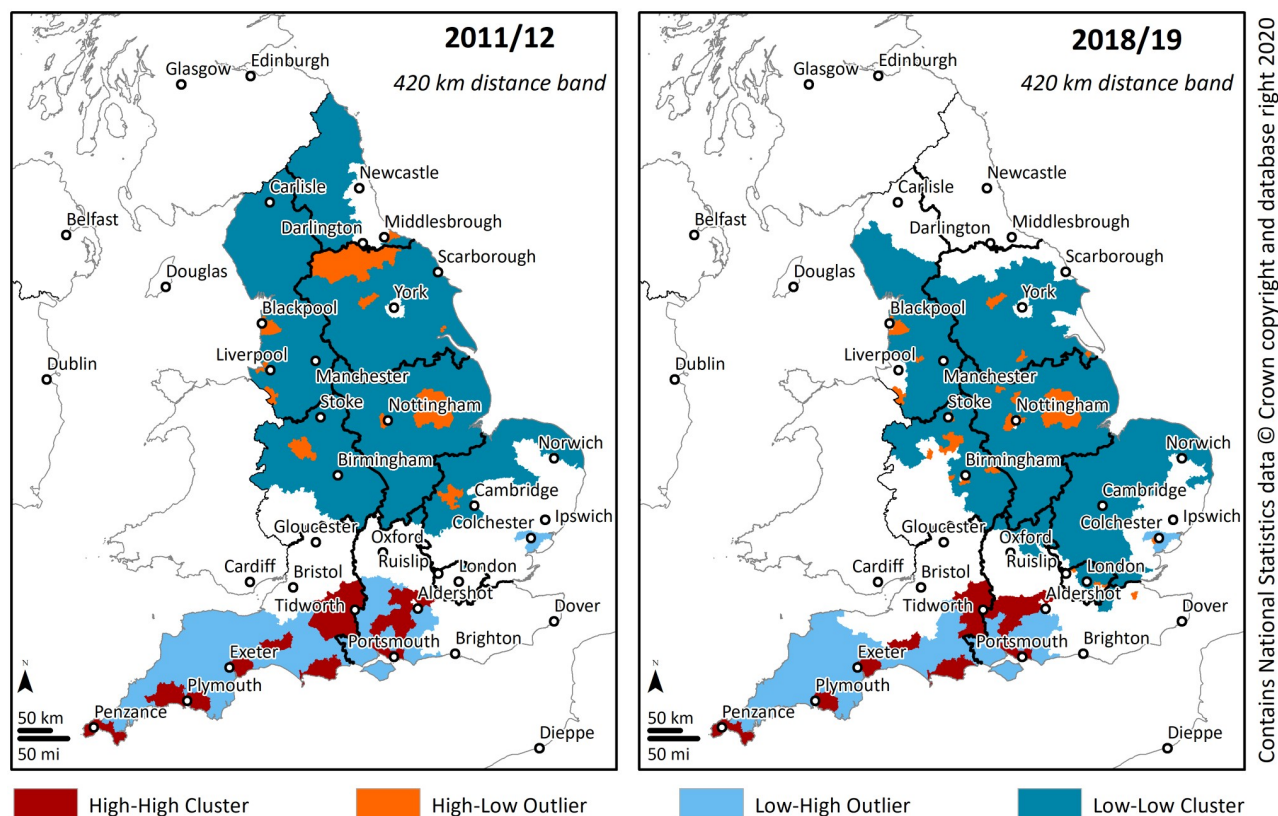 2011/12
420 km distance band
Edinburgh
Glasgow
Newcastle
Carlisle
Belfast
Middlesbrough
Darlington
Scarborough
Douglas
York
Blackpool
Liverpool
Dublin
Manchester
Stoke
Nottingham
Norwich
Birmingham
Cambridge
Ipswich
Colchester
Gloucester
Oxford
Ruislip
Cardiff
Bristol
London
Aldershot
Tidworth
Dover
Portsmouth
Brighton
Exeter
N
Plymouth
Penzance
50 km
50 mi
Dieppe
2018/19
420 km distance band
Edinburgh
Glasgow
Newcastle
Carlisle
Belfast
Middlesbrough
Darlington
Scarborough
Douglas
York
Blackpool
Liverpool
Dublin
Manchester
Stoke
Nottingham
Norwich
Birmingham
Cambridge
Ipswich
Colchester
Gloucester
Oxford
Ruislip
Cardiff
Bristol
London
Aldershot
Tidworth
Dover
Portsmouth
Brighton
Exeter
N
Plymouth
Penzance
50 km
50 mi
Dieppe
Contains National Statistics data © Crown copyright and database right 2020
High-High Cluster
High-Low Outlier
Low-High Outlier
Low-Low Cluster